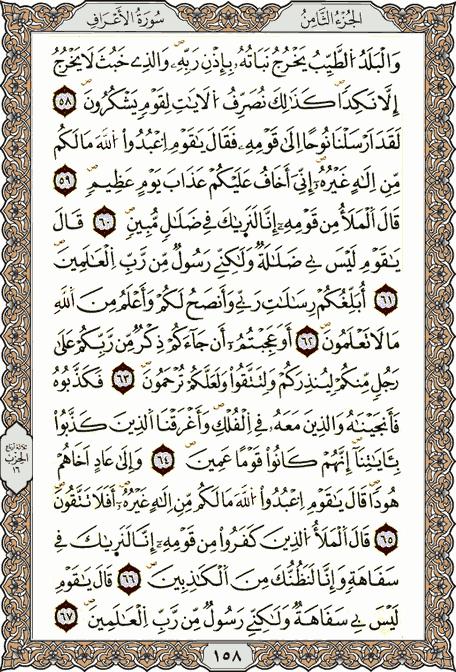 سُورَةُ الأَعْرَافِ
الجُزءُ الثَّامِنُ
وَالْبَلَدُ الطَّيِّبُ يَخْرُجُ نَبَاتُهُ بِإِذْنِ رَبِّهِ وَالَّذِي خَبُثَ لَا يَخْرُجُ
إِلَّا نَكِدًا كَذَٰلِكَ نُصَرِّفُ الْآيَٰتِ لِقَوْمٍ يَشْكُرُونَ ٥٨
لَقَدَ اَرْسَلْنَا نُوحًا إِلَىٰ قَوْمِهِ فَقَالَ يَٰقَوْمِ اِعْبُدُواْ اللَّهَ مَا لَكُم
مِّنِ إِلَٰهٍ غَيْرُهُ إِنِّيَ أَخَافُ عَلَيْكُمْ عَذَابَ يَوْمٍ عَظِيمٍ ٥٩
قَالَ الْمَلَأُ مِن قَوْمِهِ إِنَّا لَنَرَىٰكَ فِي ضَلَٰلٍ مُّبِينٍ ٦٠ قَالَ
يَٰقَوْمِ لَيْسَ بِي ضَلَٰلَةٌ وَلَٰكِنِّي رَسُولٌ مِّن رَّبِّ الْعَٰلَمِينَ
٦١ أُبَلِّغُكُمْ رِسَٰلَٰتِ رَبِّي وَأَنصَحُ لَكُمْ وَأَعْلَمُ مِنَ اللَّهِ
مَا لَا تَعْلَمُونَ ٦٢ أَوَعَجِبْتُمُ أَن جَآءَكُمْ ذِكْرٌ مِّن رَّبِّكُمْ عَلَىٰ
رَجُلٍ مِّنكُمْ لِيُنذِرَكُمْ وَلِتَتَّقُواْ وَلَعَلَّكُمْ تُرْحَمُونَ ٦٣ فَكَذَّبُوهُ
فَأَنجَيْنَٰهُ وَالَّذِينَ مَعَهُ فِي الْفُلْكِ وَأَغْرَقْنَا الَّذِينَ كَذَّبُواْ
بِـَٔايَٰتِنَآ إِنَّهُمْ كَانُواْ قَوْمًا عَمِينَ ٦٤ وَإِلَىٰ عَادٍ اَخَاهُمْ
هُودًا قَالَ يَٰقَوْمِ اِعْبُدُواْ اللَّهَ مَا لَكُم مِّنِ إِلَٰهٍ غَيْرُهُ أَفَلَا تَتَّقُونَ
٦٥ قَالَ الْمَلَأُ الَّذِينَ كَفَرُواْ مِن قَوْمِهِ إِنَّا لَنَرَىٰكَ فِي
سَفَاهَةٍ وَإِنَّا لَنَظُنُّكَ مِنَ الْكَٰذِبِينَ ٦٦ قَالَ يَٰقَوْمِ
لَيْسَ بِي سَفَاهَةٌ وَلَٰكِنِّي رَسُولٌ مِّن رَّبِّ الْعَٰلَمِينَ ٦٧
الحِزب
١٦
١٥٨